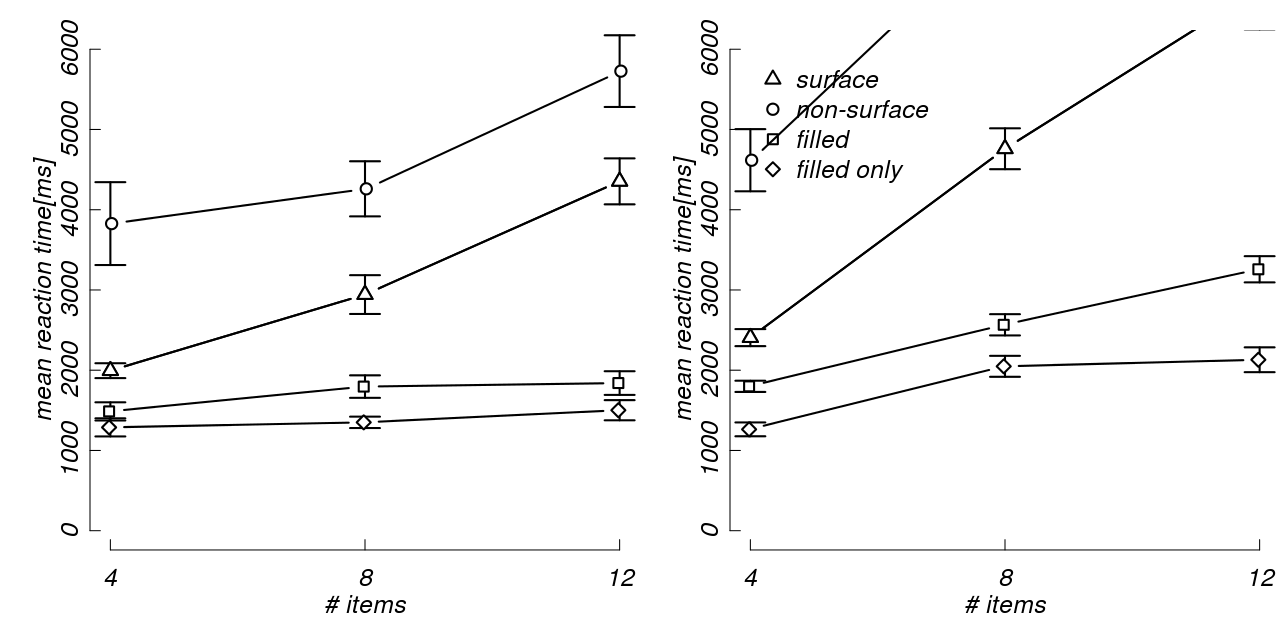 mean reaction time[ms]
6000
5000
4000
3000
2000
1000
0
4 8 12
# items
mean reaction time[ms]
6000
5000
4000
3000
2000
1000
0
surface
non-surface
filled
filled only
4 8 12
# items